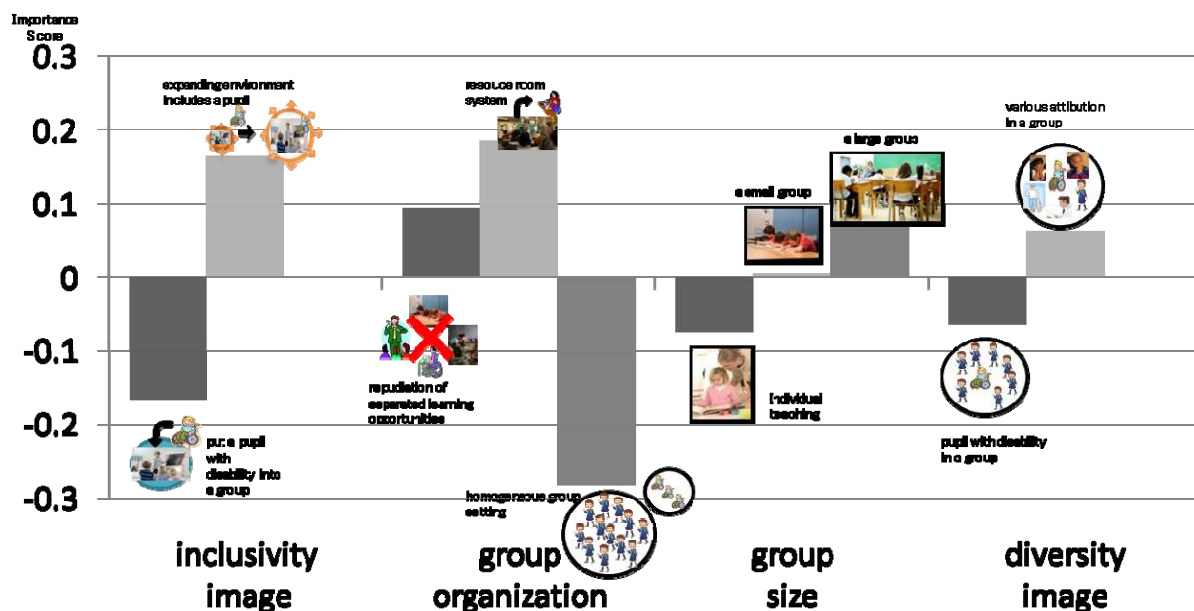 Importance
Score
0.3
0.2
0.1
0
-0.1
-0.2
-0.3
expanding environment
includes a pupil
put a pupil
with
disability into
a group
resouce room
system
repudiation of
separated learning
opportunities
homogeneous group
setting
a small group
a large group
Individual
teaching
various attibution
in a group
pupil with disability
in a group
inclusivity
image
group
organization
group
size
diversity
image